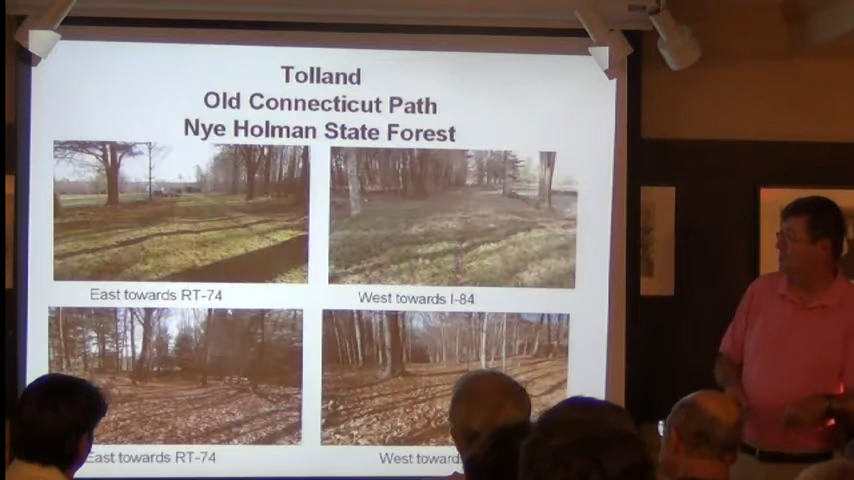 Tolland
Old Connecticut Path
Nye Holman State Forest
East towards RT-74
West towards I-84
East towards RT-74
West